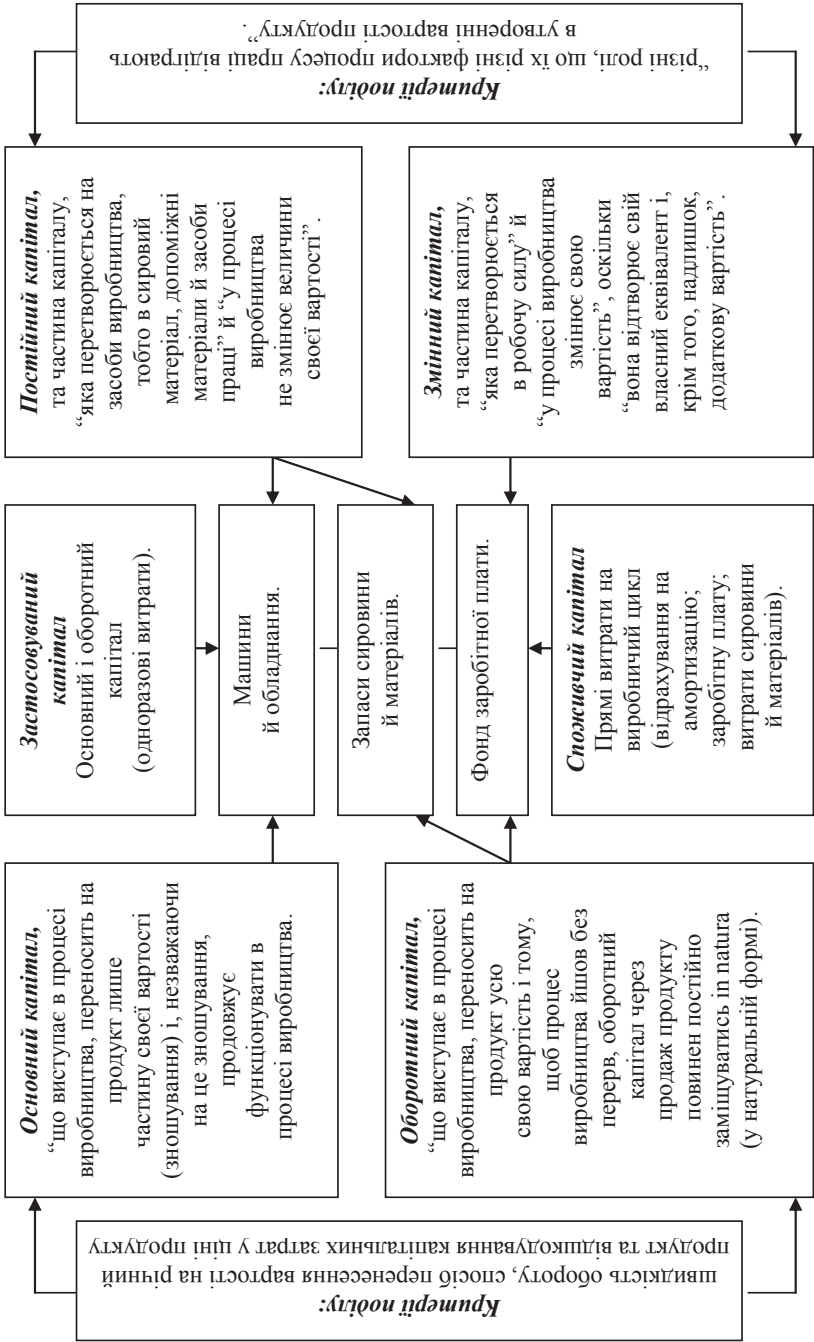 Критерії поділу:
швидкість обороту, спосіб перенесення вартості на річний
продукт та відшкодування капітальних затрат у ціні продукту
Основний капітал,
“що виступає в процесі
виробництва, переносить на
продукт лише
частину своєї вартості
(зношування) і, незважаючи
на це зношування,
продовжує
функціонувати в
процесі виробництва.
Оборотний капітал,
“що виступає в процесі
виробництва, переносить на
продукт усю
свою вартість і тому,
щоб процес
виробництва йшов без
перерв, оборотний
капітал через
продаж продукту
повинен постійно
заміщуватись in natura
(у натуральній формі).
Застосовуваний
капітал
Основний і оборотний
капітал
(одноразові витрати).
Машини
й обладнання.
Запаси сировини
й матеріалів.
Фонд заробітної плати.
Споживчий капітал
Прямі витрати на
виробничий цикл
(відрахування на
амортизацію;
заробітну плату;
витрати сировини
й матеріалів).
Постійний капітал,
та частина капіталу,
“яка перетворюється на
засоби виробництва,
тобто в сировий
матеріал, допоміжні
матеріали й засоби
праці” й “у процесі
виробництва
не змінює величини
своєї вартості” .
Змінний капітал,
та частина капіталу,
“яка перетворюється
в робочу силу” й
“у процесі виробництва
змінює свою
вартість” , оскільки
“вона відтворює свій
власний еквівалент і,
крім того, надлишок,
додаткову вартість” .
Критерії поділу:
“різні ролі, що їх різні фактори процесу праці відіграють
в утворенні вартості продукту”.